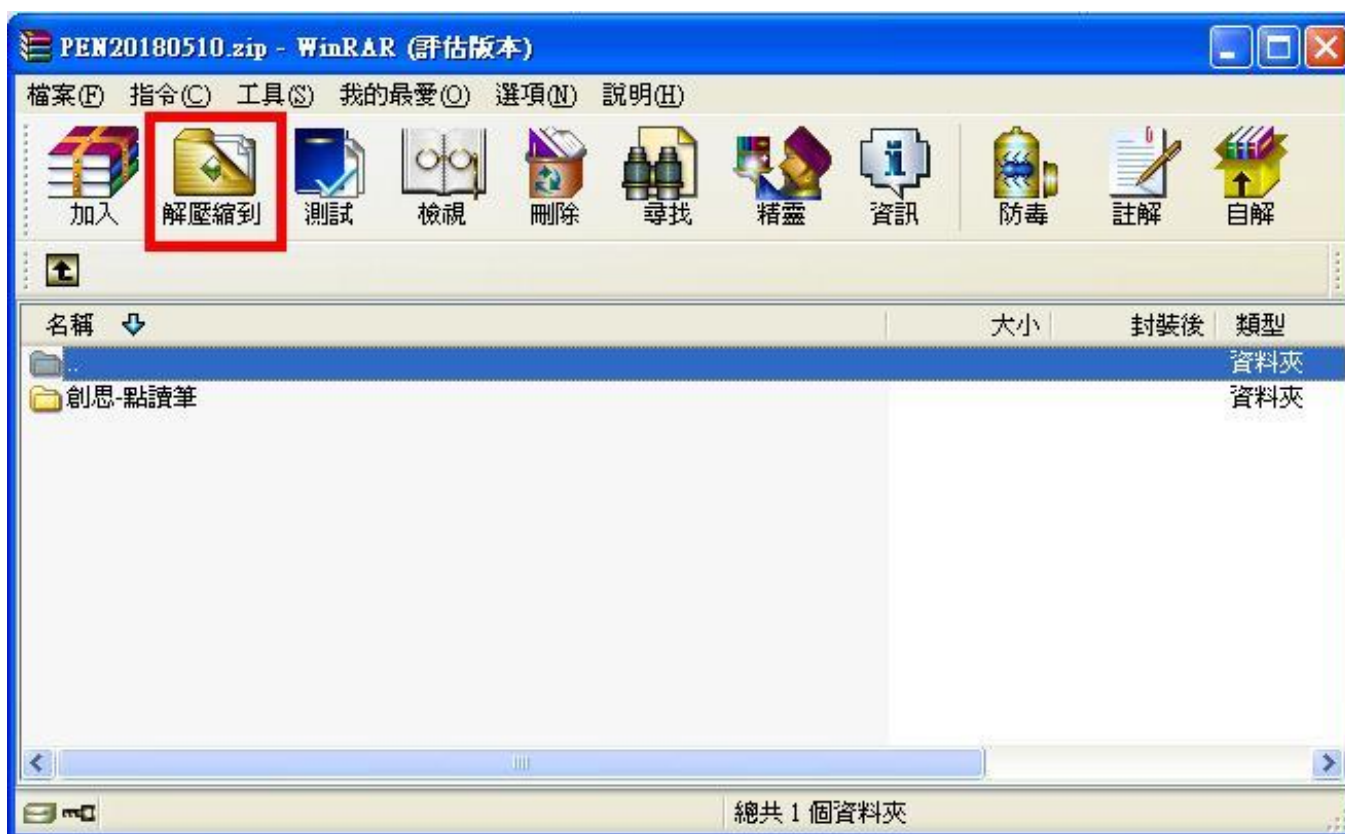 PEN20180510.zip - WinRAR (評估版本)
檔案(F) 指令(C) 工具(S) 我的最愛(O) 選項(N) 說明(H)
加入 解壓縮到 測試 檢視 刪除 尋找 精靈 資訊 防毒 註解 自解
名稱 大小 封裝後 類型
.. 資料夾
創思-點讀筆 資料夾
總共 1 個資料夾